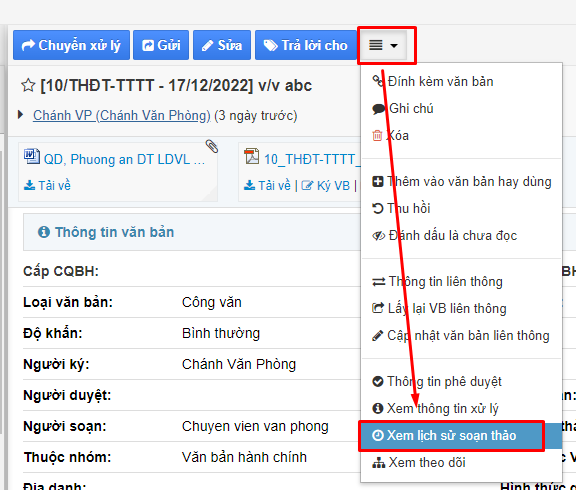 Chuyển xử lý Gửi Sửa Trả lời cho
[10/THĐT-TTTT - 17/12/2022] v/v abc
Chánh VP (Chánh Văn Phòng) (3 ngày trước)
QD, Phuong an DT LDVL ...
Tải về
10_THĐT-TTTT_
Tải về | Ký VB |
Thông tin văn bản
Cấp CQBH:
Loại văn bản: Công văn
Độ khẩn: Bình thường
Người ký: Chánh Văn Phòng
Người duyệt:
Người soạn: Chuyen vien van phong
Thuộc nhóm: Văn bản hành chính
Địa danh:
Đính kèm văn bản
Ghi chú
Xóa
Thêm vào văn bản hay dùng
Thu hồi
Đánh dấu là chưa đọc
Thông tin liên thông
Lấy lại VB liên thông
Cập nhật văn bản liên thông
Thông tin phê duyệt
Xem thông tin xử lý
Xem lịch sử soạn thảo
Xem theo dõi